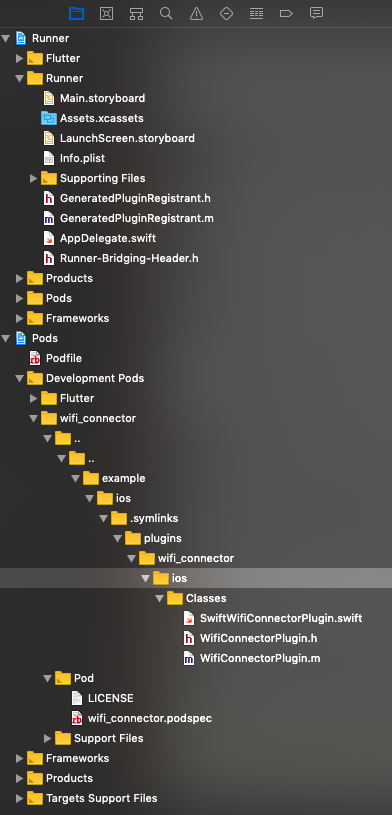 Runner
Flutter
Runner
Main.storyboard
Assets.xcassets
LaunchScreen.storyboard
Info.plist
Supporting Files
h GeneratedPluginRegistrant.h
m GeneratedPluginRegistrant.m
AppDelegate.swift
h Runner-Bridging-Header.h
Products
Pods
Frameworks
Pods
rb Podfile
Development Pods
Flutter
wifi_connector
..
..
example
ios
.symlinks
plugins
wifi_connector
ios
Classes
SwiftWifiConnectorPlugin.swift
h WifiConnectorPlugin.h
m WifiConnectorPlugin.m
Pod
LICENSE
rb wifi_connector.podspec
Support Files
Frameworks
Products
Targets Support Files